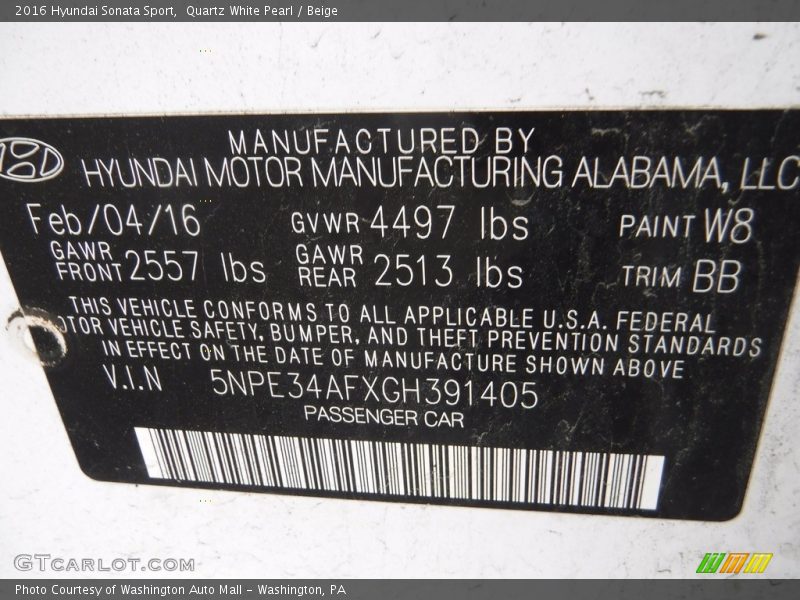 2016 Hyundai Sonata Sport,  Quartz White Pearl / Beige
MANUFACTURED BY
HYUNDAI MOTOR MANUFACTURING ALABAMA, LLC
Feb/04/16 GVWR 4497 lbs PAINT W8
GAWR FRONT 2557 lbs GAWR REAR 2513 lbs TRIM BB
THIS VEHICLE CONFORMS TO ALL APPLICABLE U.S.A. FEDERAL
OTOR VEHICLE SAFETY, BUMPER, AND THEFT PREVENTION STANDARDS
IN EFFECT ON THE DATE OF MANUFACTURE SHOWN ABOVE
V.I.N 5NPE34AFXGH391405
PASSENGER CAR
GTCARLOT.COM
Photo Courtesy of Washington Auto Mall - Washington, PA